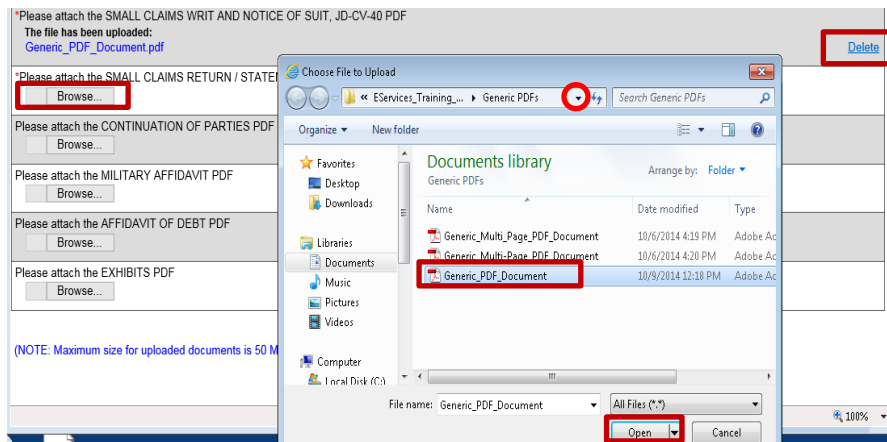 *Please attach the SMALL CLAIMS WRIT AND NOTICE OF SUIT, JD-CV-40 PDF
The file has been uploaded:
Generic_PDF_Document.pdf
Delete
*Please attach the SMALL CLAIMS RETURN / STATE
Browse...
Please attach the CONTINUATION OF PARTIES PDF
Browse...
Please attach the MILITARY AFFIDAVIT PDF
Browse...
Please attach the AFFIDAVIT OF DEBT PDF
Browse...
Please attach the EXHIBITS PDF
Browse...
(NOTE: Maximum size for uploaded documents is 50 M
Choose File to Upload
« EServices_Training_... Generic PDFs
Search Generic PDFs
Organize New folder
Favorites
Desktop
Downloads
Libraries
Documents
Music
Pictures
Videos
Computer
Local Disk (C:)
Documents library
Generic PDFs
Arrange by: Folder
Name Date modified Type
Generic_Multi_Page_PDF_Document 10/6/2014 4:19 PM Adobe Ac
Generic_Multi-Page_PDF_Document 10/6/2014 4:20 PM Adobe Ac
Generic_PDF_Document 10/9/2014 12:18 PM Adobe Ac
File name: Generic_PDF_Document All Files (*.*)
Open Cancel
100%